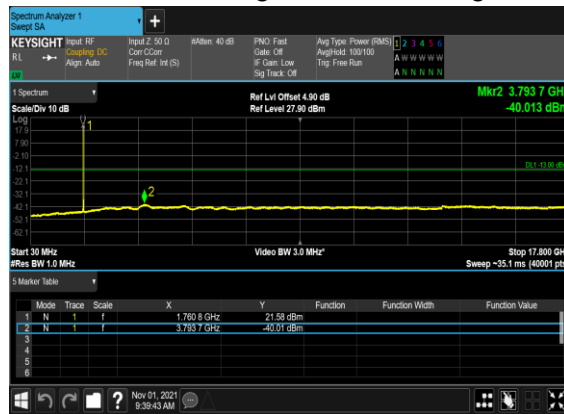 Spectrum Analyzer 1
Swept SA
+
KEYSIGHT
RL
Input: RF
Coupling: DC
Align: Auto
Input Z: 50 Ω
Corr CCorr
Freq Ref: Int (S)
#Atten: 40 dB
PNO: Fast
Gate: Off
IF Gain: Low
Sig Track: Off
Avg Type: Power (RMS)
Avg|Hold: 100/100
Trig: Free Run
1 2 3 4 5 6
A W W W W W
A N N N N N
1 Spectrum
Scale/Div 10 dB
Ref Lvl Offset 4.90 dB
Ref Level 27.90 dBm
Mkr2 3.793 7 GH
-40.013 dBm
Log
17.9
7.90
-2.10
-12.1
-22.1
-32.1
-42.1
-52.1
-62.1
1
2
DL1 -13.00 dB
Start 30 MHz
#Res BW 1.0 MHz
Video BW 3.0 MHz*
Stop 17.800 GH
Sweep ~35.1 ms (40001 pts
5 Marker Table
Mode Trace Scale X Y Function Function Width Function Value
1 N 1 f 1.760 8 GHz 21.58 dBm
2 N 1 f 3.793 7 GHz -40.01 dBm
3
4
5
6
?
Nov 01, 2021
9:39:43 AM